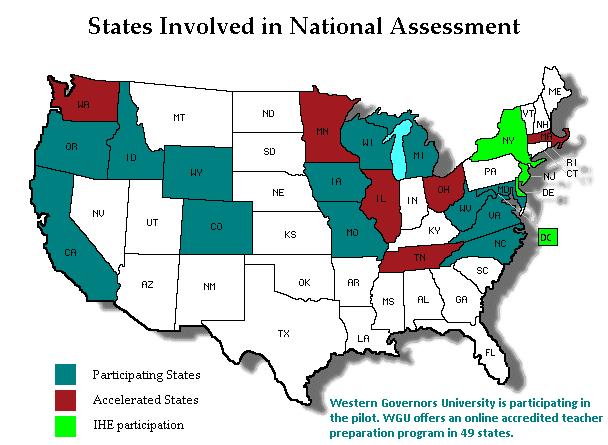 States Involved in National Assessment
WA
MT
ND
MN
ME
VT
NH
OR
ID
WY
SD
WI
MI
NY
MA
RI
CT
PA
NJ
DE
NE
IA
IL
IN
OH
MD
WV
VA
NV
UT
CO
KS
MO
KY
NC
DC
CA
AZ
NM
OK
AR
TN
SC
MS
AL
GA
TX
LA
FL
Participating States
Accelerated States
IHE participation
Western Governors University is participating in
the pilot. WGU offers an online accredited teacher
preparation program in 49 states.